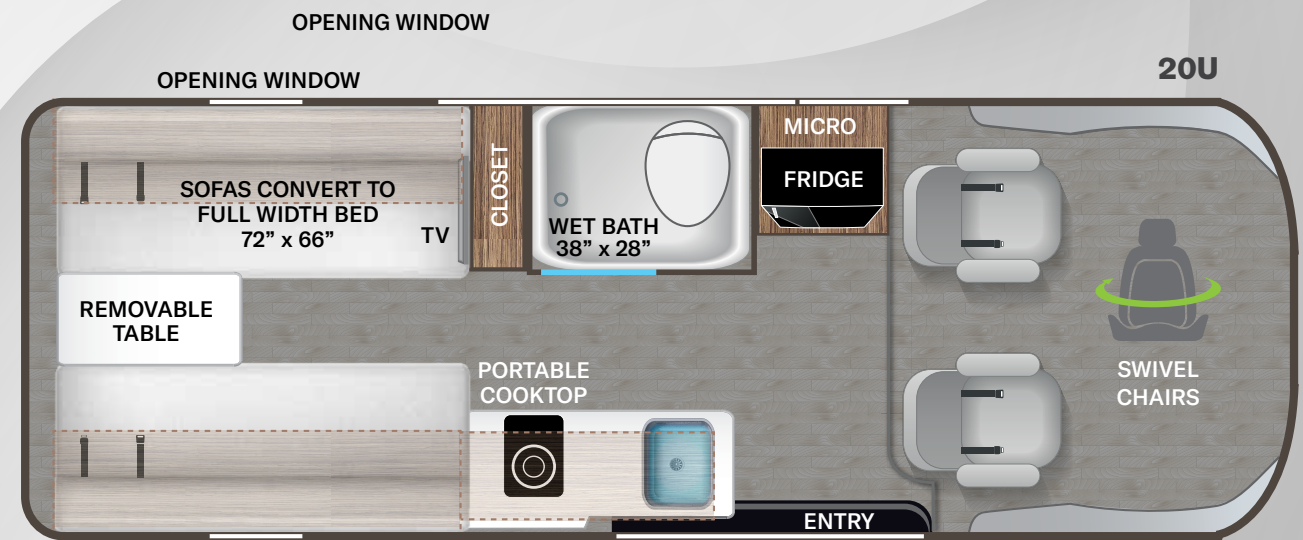 OPENING WINDOW
20U
OPENING WINDOW
MICRO
FRIDGE
CLOSET
SOFAS CONVERT TO
FULL WIDTH BED
72” x 66”
TV
WET BATH
38” x 28”
REMOVABLE
TABLE
PORTABLE
COOKTOP
SWIVEL
CHAIRS
ENTRY